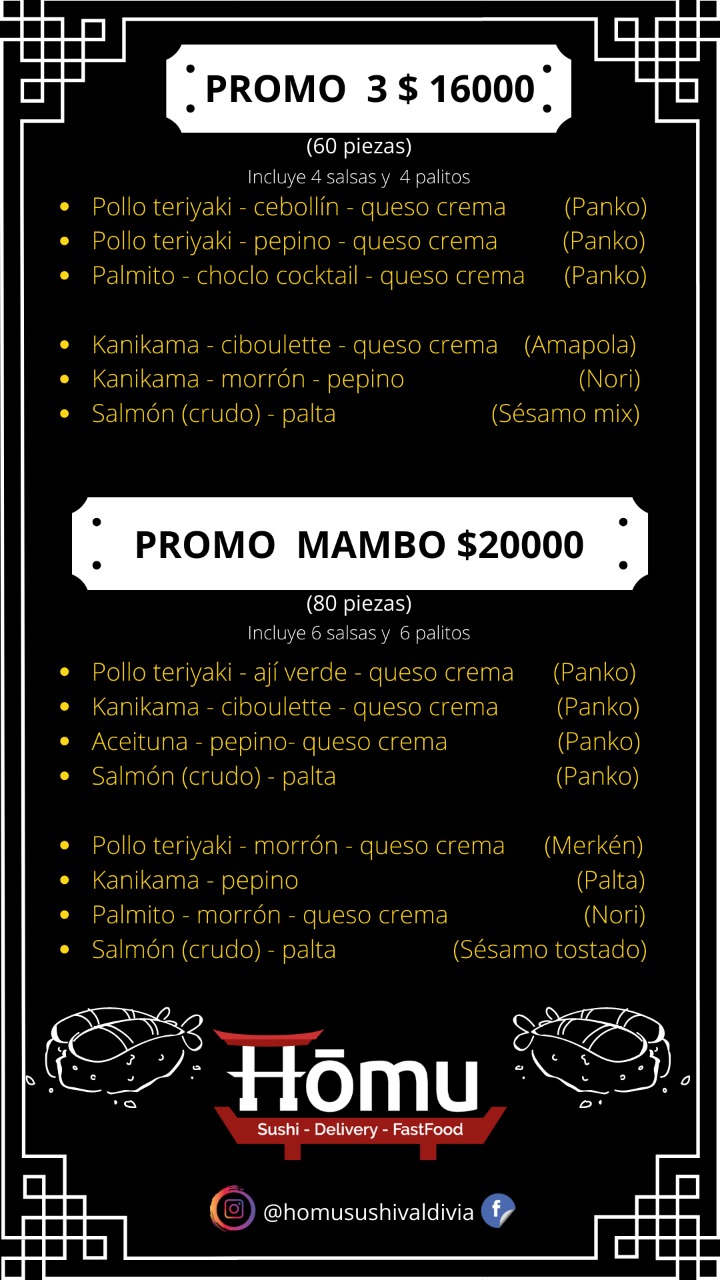 PROMO 3 $ 16000
(60 piezas)
Incluye 4 salsas y 4 palitos
• Pollo teriyaki - cebollín - queso crema (Panko)
• Pollo teriyaki - pepino - queso crema (Panko)
• Palmito - choclo cocktail - queso crema (Panko)
• Kanikama - ciboulette - queso crema (Amapola)
• Kanikama - morrón - pepino (Nori)
• Salmón (crudo) - palta (Sésamo mix)
PROMO MAMBO $20000
(80 piezas)
Incluye 6 salsas y 6 palitos
• Pollo teriyaki - ají verde - queso crema (Panko)
• Kanikama - ciboulette - queso crema (Panko)
• Aceituna - pepino- queso crema (Panko)
• Salmón (crudo) - palta (Panko)
• Pollo teriyaki - morrón - queso crema (Merkén)
• Kanikama - pepino (Palta)
• Palmito - morrón - queso crema (Nori)
• Salmón (crudo) - palta (Sésamo tostado)
Hōmu
Sushi - Delivery - FastFood
@homusushivaldivia f